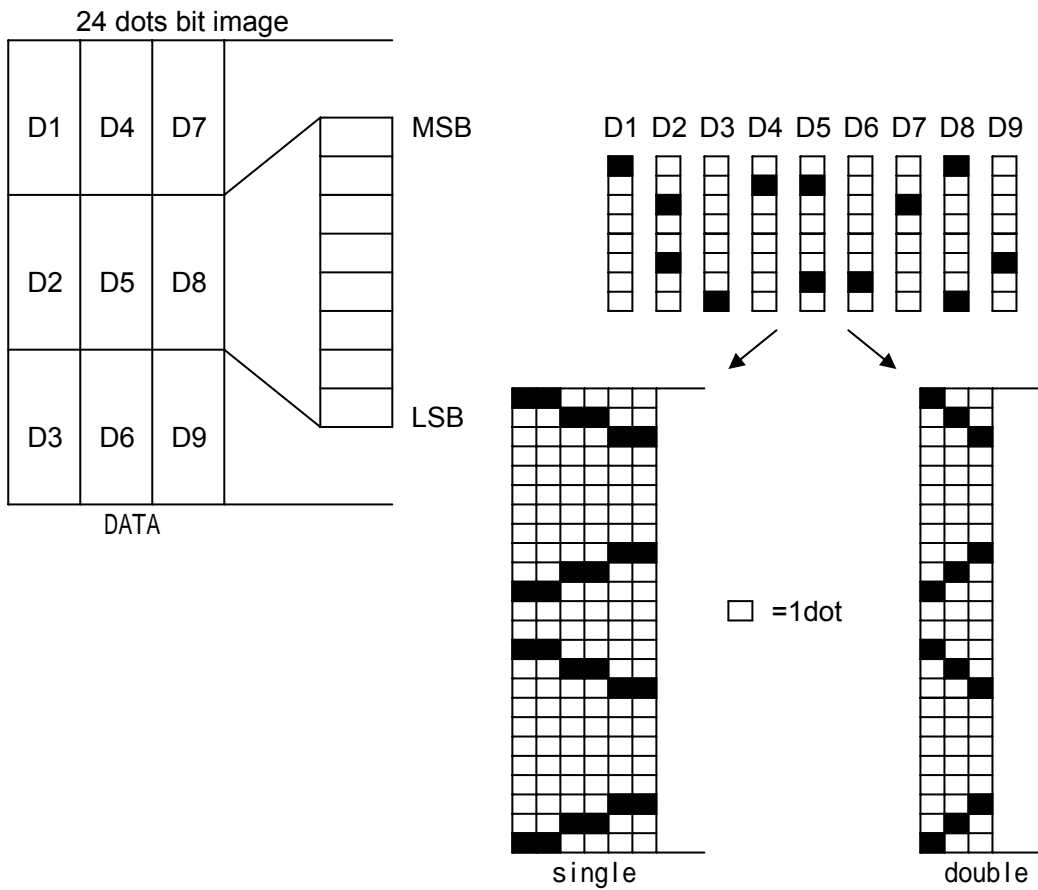 24 dots bit image
D1 D4 D7
D2 D5 D8
D3 D6 D9
DATA
MSB
LSB
D1 D2 D3 D4 D5 D6 D7 D8 D9
=1dot
single
double